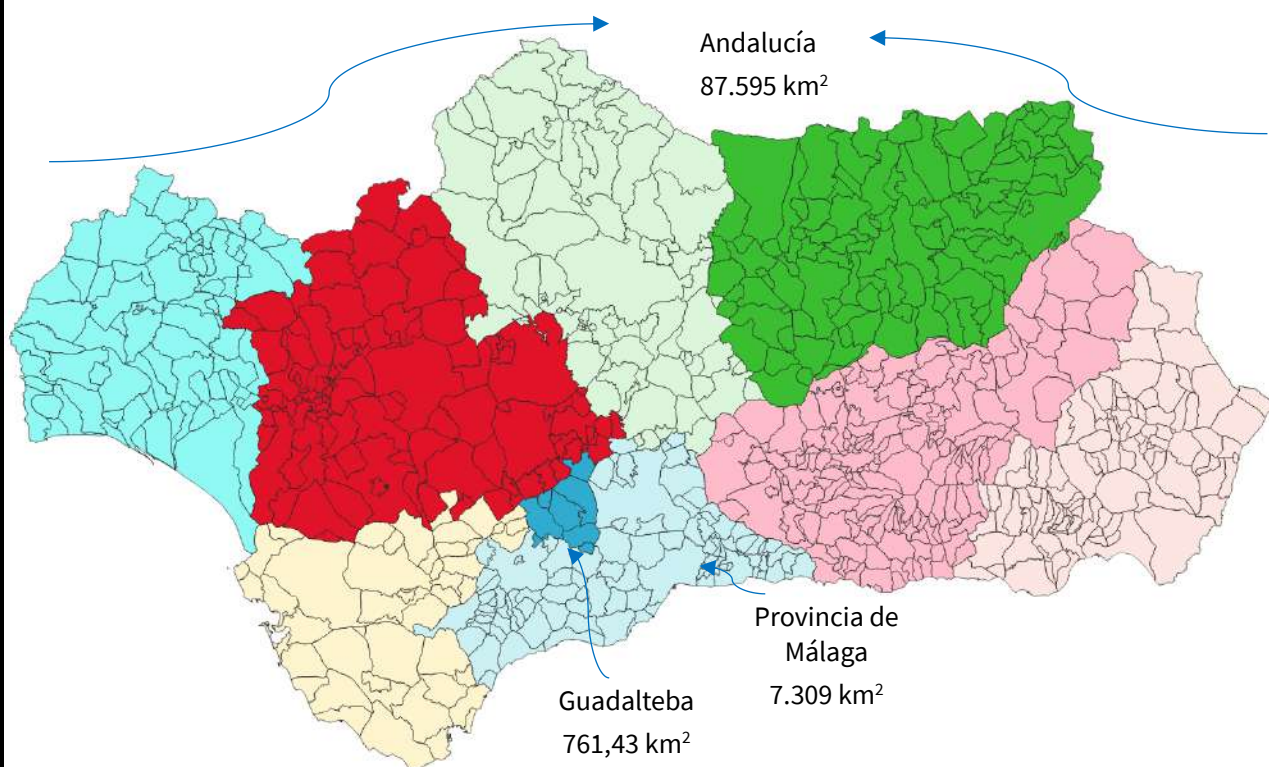 Andalucía
87.595 km²
Provincia de
Málaga
7.309 km²
Guadalteba
761,43 km²